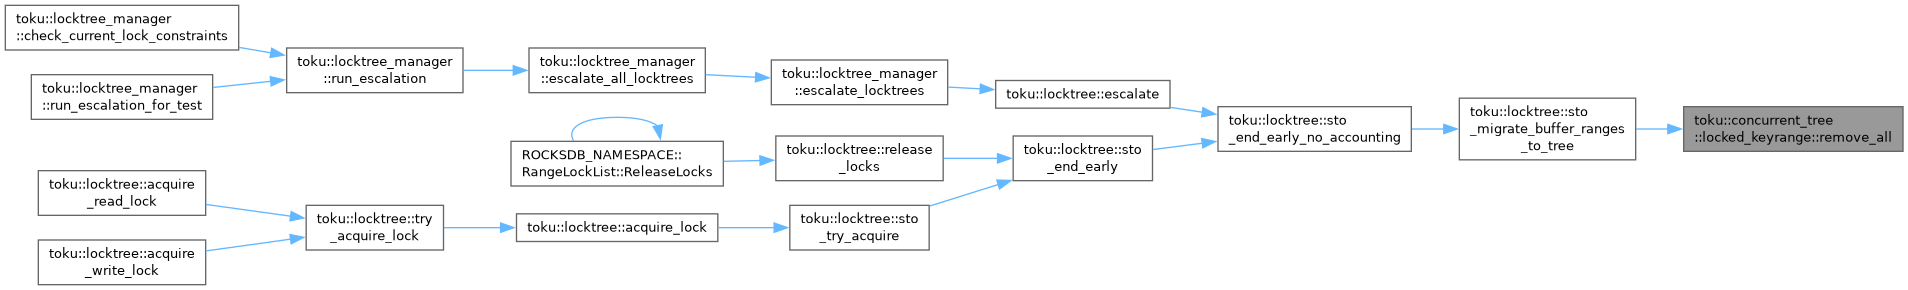 toku::locktree_manager
::check_current_lock_constraints
toku::locktree_manager
::run_escalation_for_test
toku::locktree_manager
::run_escalation
toku::locktree_manager
::escalate_all_locktrees
toku::locktree_manager
::escalate_locktrees
toku::locktree::escalate
toku::locktree::sto
_end_early_no_accounting
toku::locktree::sto
_migrate_buffer_ranges
_to_tree
toku::concurrent_tree
::locked_keyrange::remove_all
ROCKSDB_NAMESPACE::
RangeLockList::ReleaseLocks
toku::locktree::release
_locks
toku::locktree::sto
_end_early
toku::locktree::acquire
_read_lock
toku::locktree::acquire
_write_lock
toku::locktree::try
_acquire_lock
toku::locktree::acquire_lock
toku::locktree::sto
_try_acquire